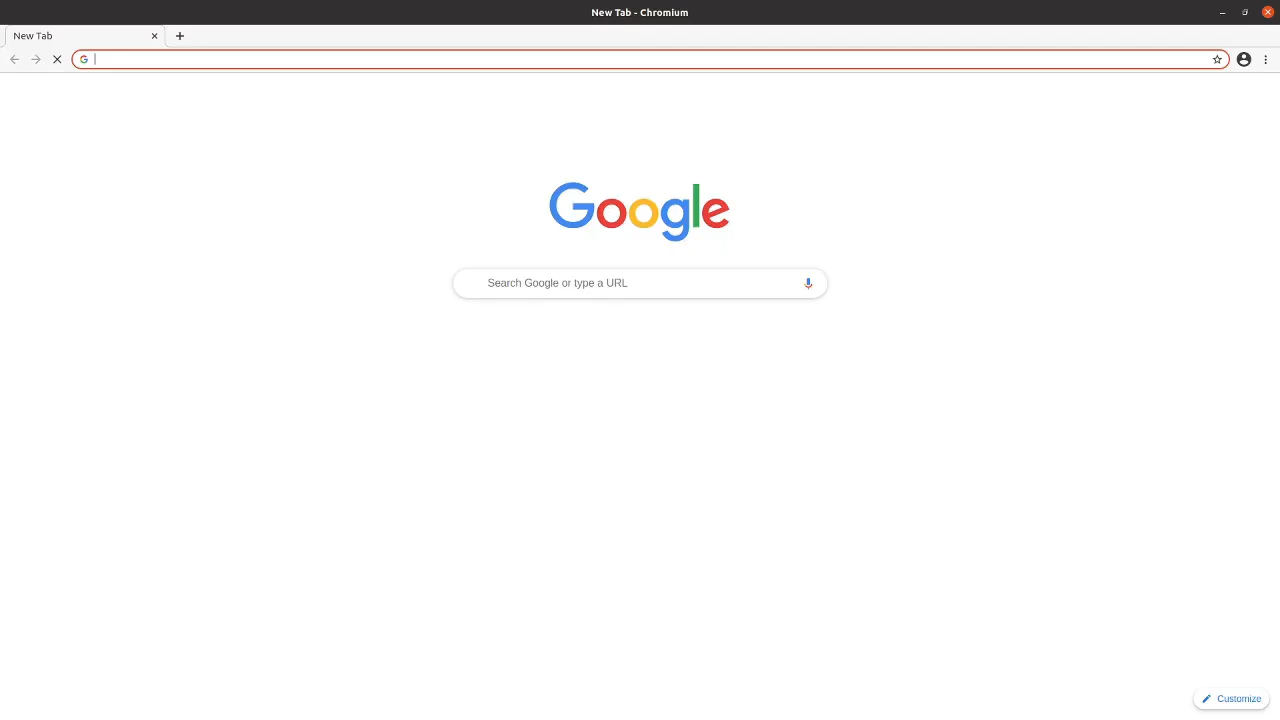 New Tab - Chromium
New Tab
Google
Search Google or type a URL
Customize